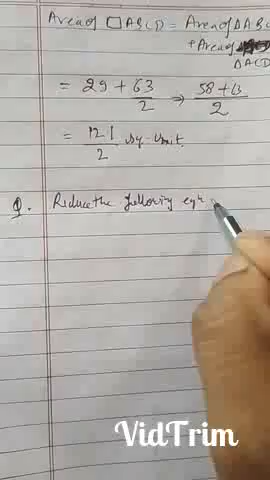 Area of □ABCD = Area of ΔABC
+ Area of
ΔACD
= 29 + 63/2 ⇒ 58 + 63/2
= 121/2 sq unit.
Q. Reduce the following eqn
VidTrim